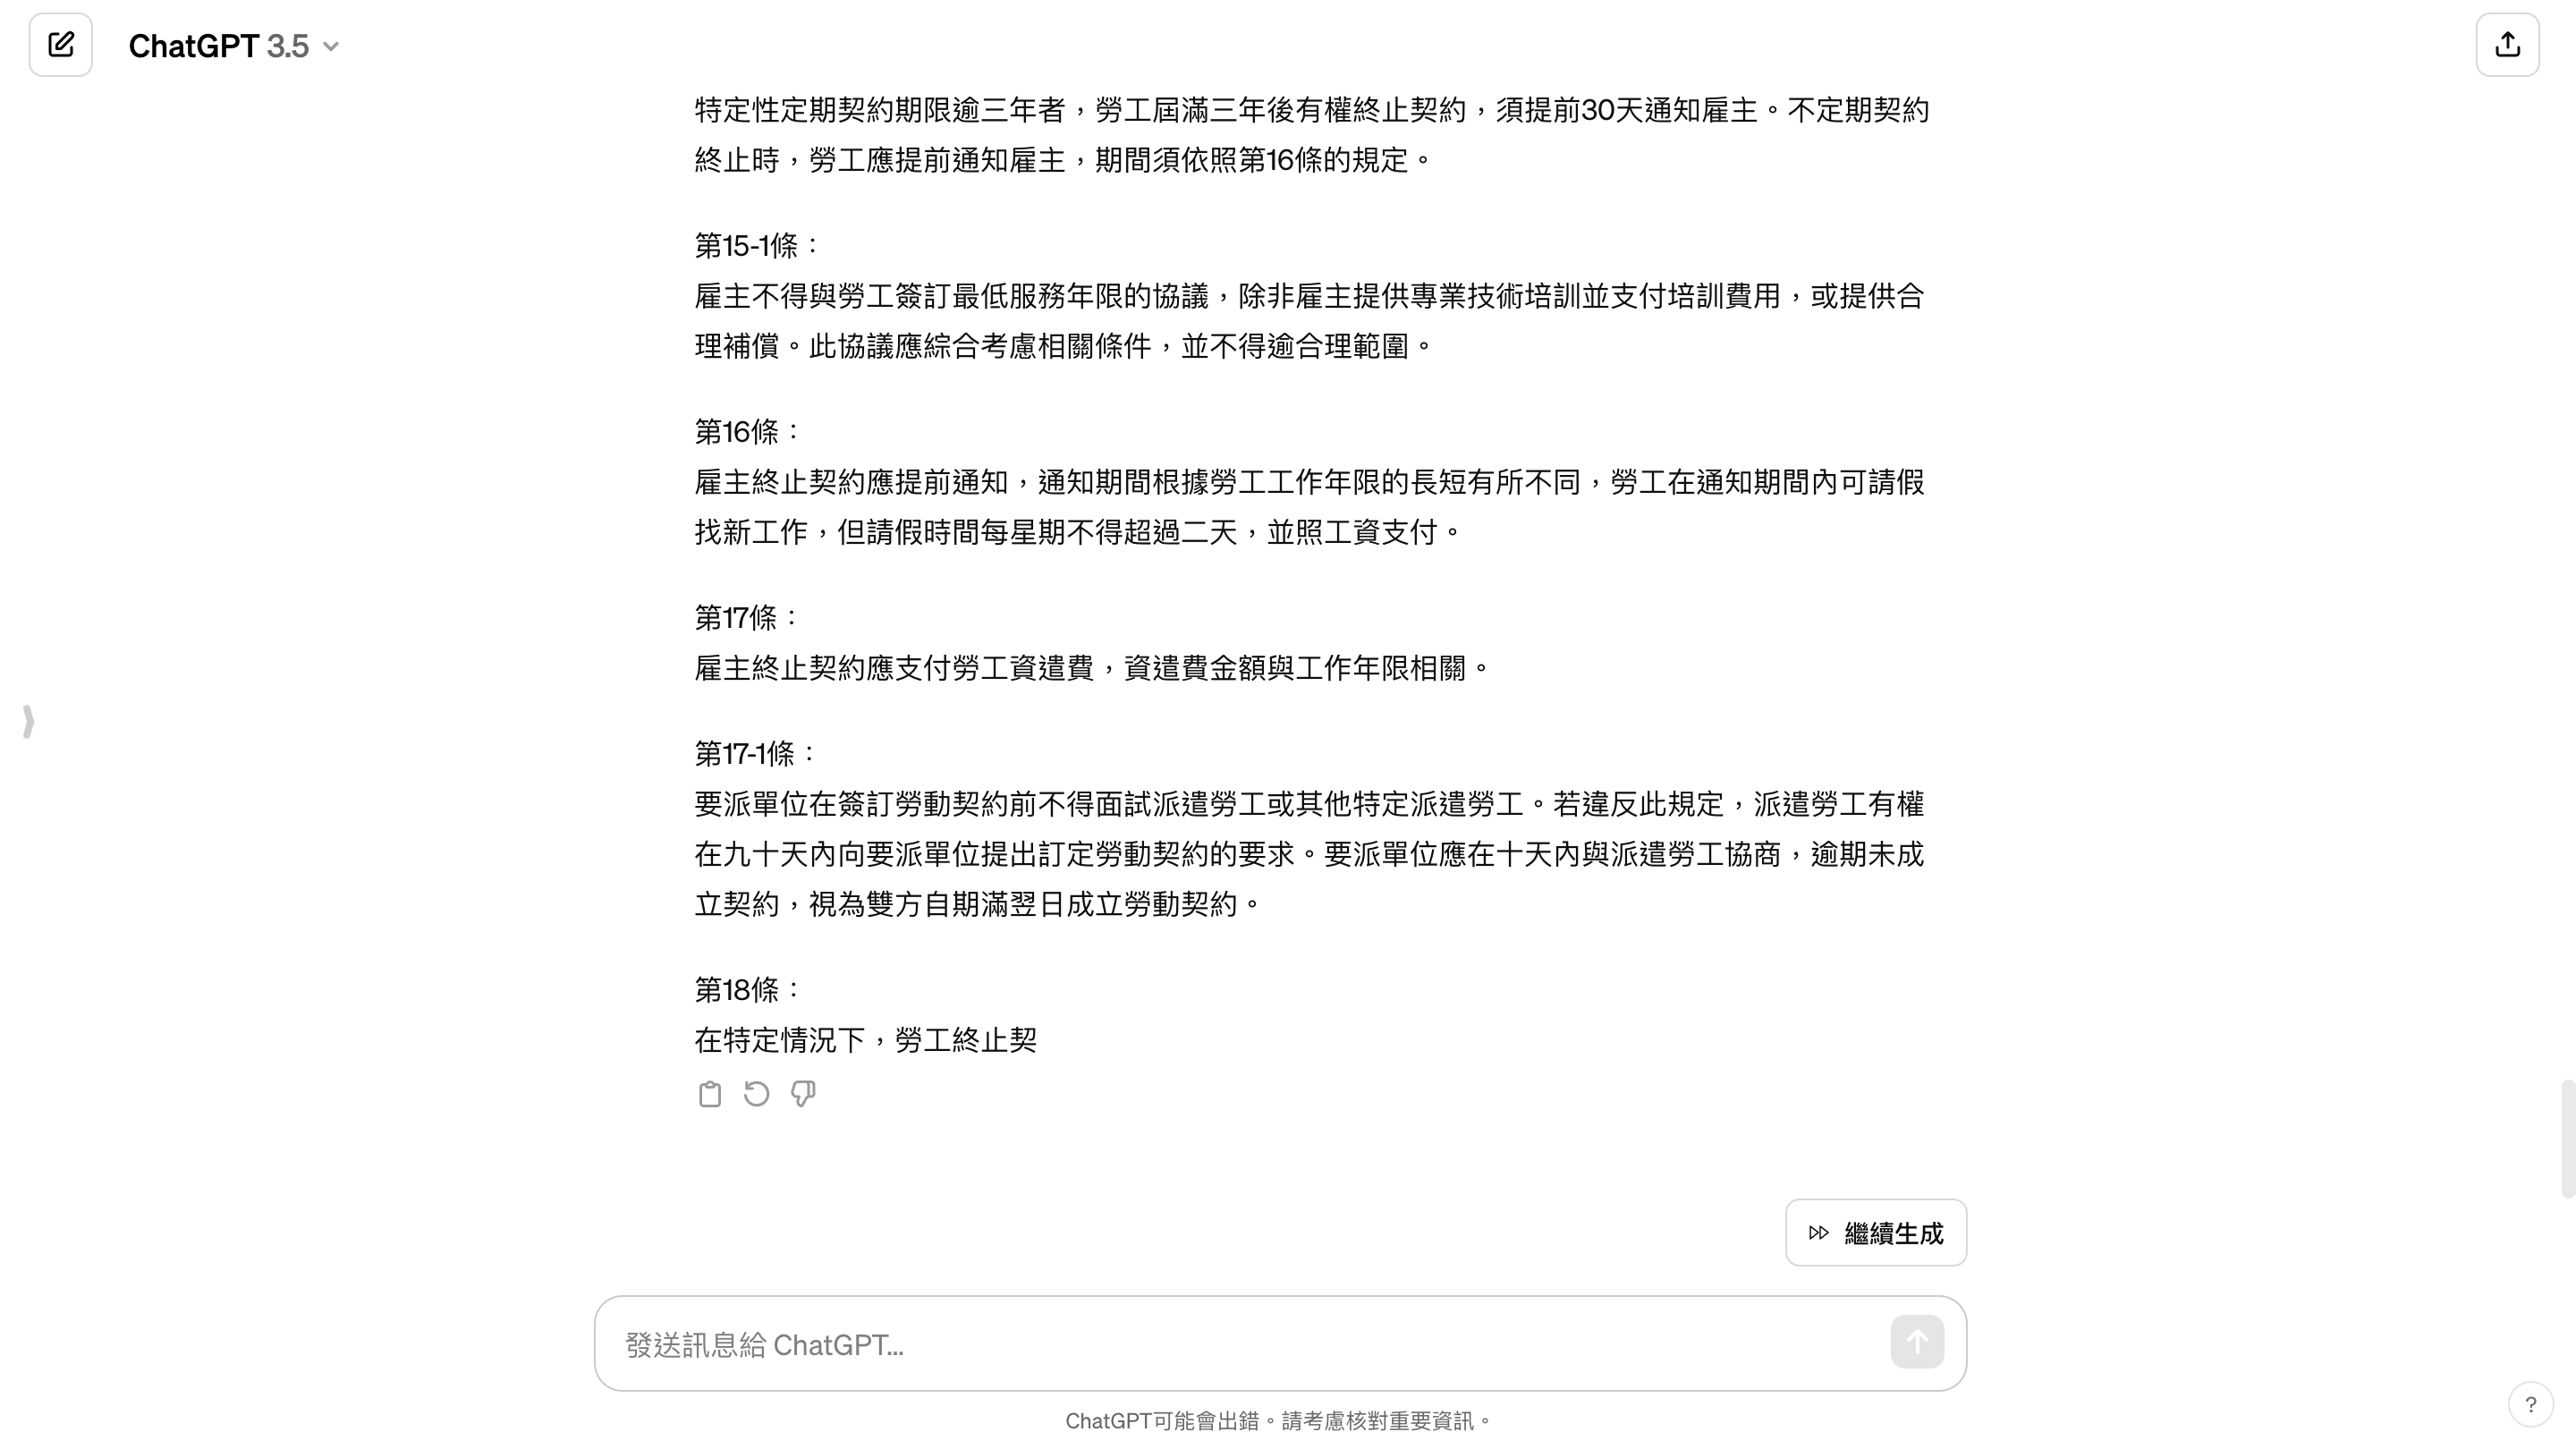 ChatGPT 3.5
特定性定期契約期限逾三年者，勞工屆滿三年後有權終止契約，須提前30天通知雇主。不定期契約
終止時，勞工應提前通知雇主，期間須依照第16條的規定。
第15-1條：
雇主不得與勞工簽訂最低服務年限的協議，除非雇主提供專業技術培訓並支付培訓費用，或提供合
理補償。此協議應綜合考慮相關條件，並不得逾合理範圍。
第16條：
雇主終止契約應提前通知，通知期間根據勞工工作年限的長短有所不同，勞工在通知期間內可請假
找新工作，但請假時間每星期不得超過二天，並照工資支付。
第17條：
雇主終止契約應支付勞工資遣費，資遣費金額與工作年限相關。
第17-1條：
要派單位在簽訂勞動契約前不得面試派遣勞工或其他特定派遣勞工。若違反此規定，派遣勞工有權
在九十天內向要派單位提出訂定勞動契約的要求。要派單位應在十天內與派遣勞工協商，逾期未成
立契約，視為雙方自期滿翌日成立勞動契約。
第18條：
在特定情況下，勞工終止契
繼續生成
發送訊息給 ChatGPT...
ChatGPT可能會出錯。請考慮核對重要資訊。
?